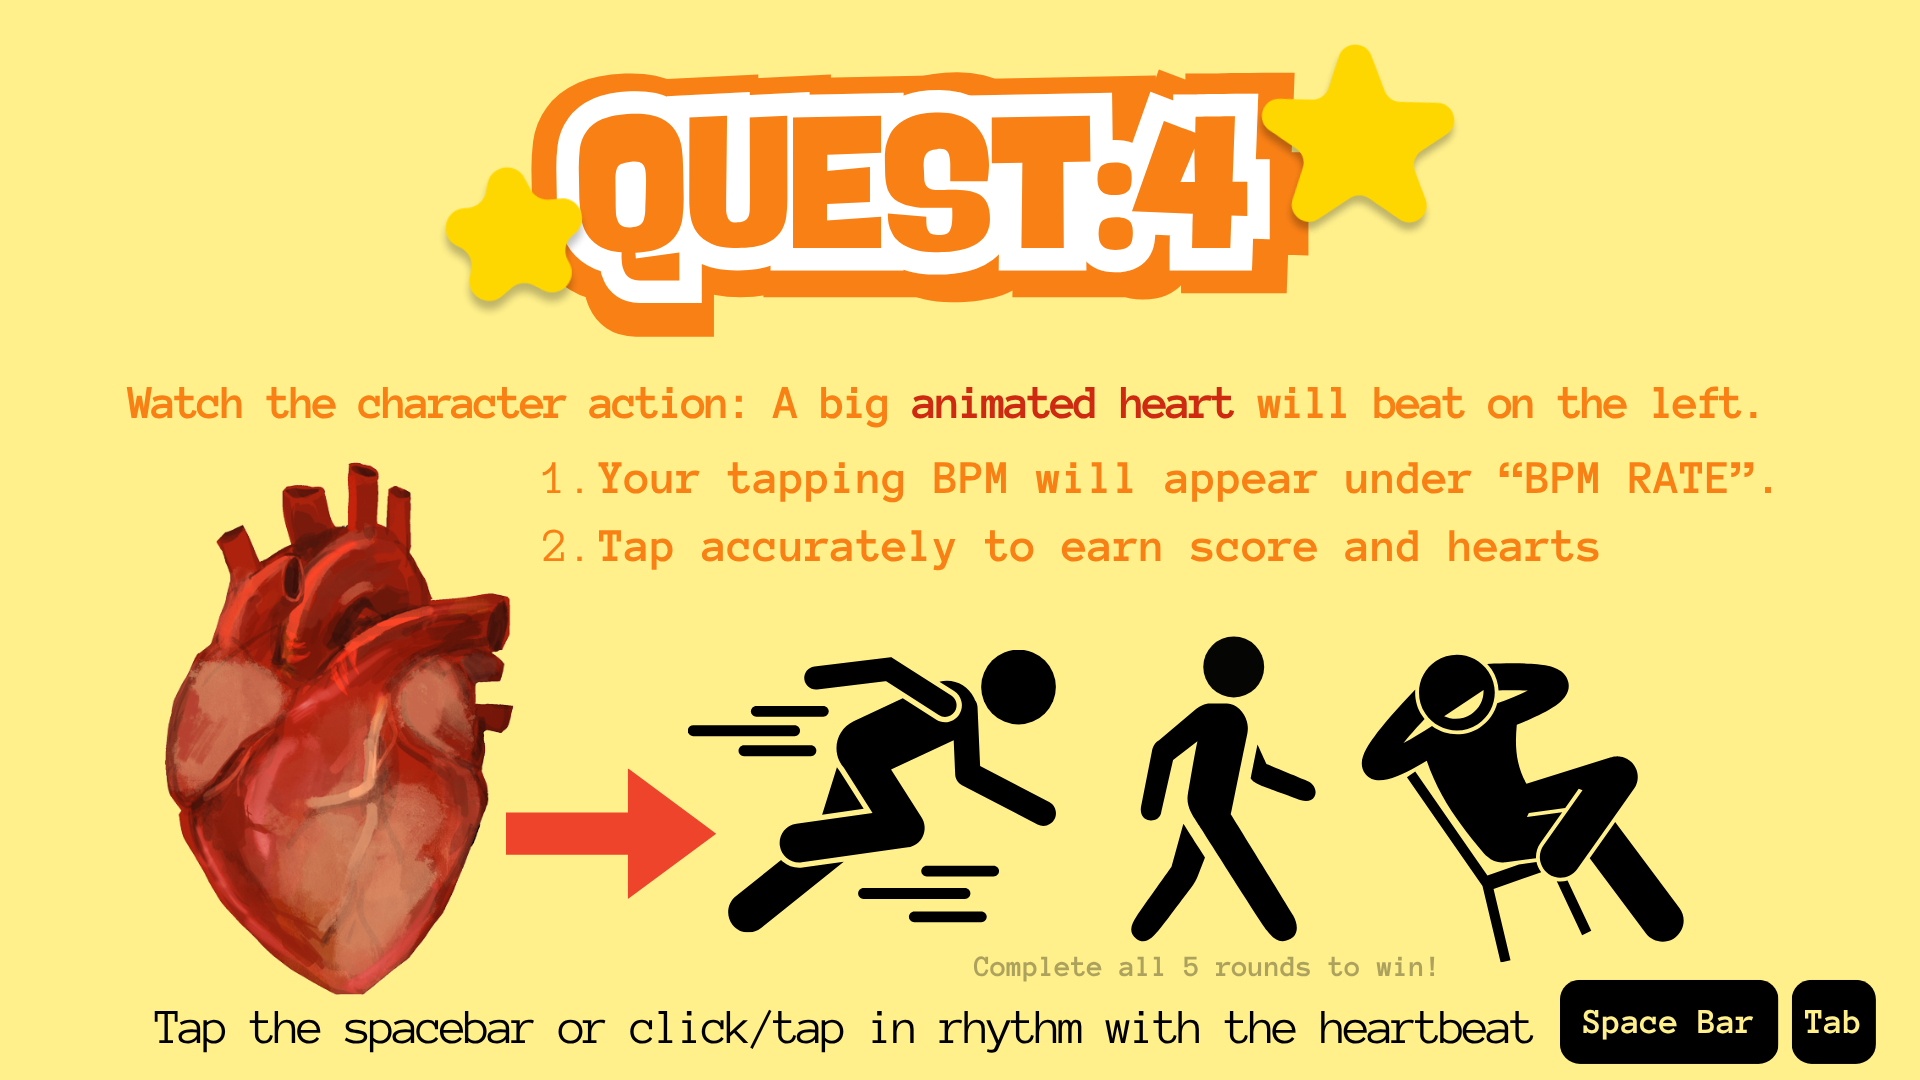 QUEST:4
Watch the character action: A big animated heart will beat on the left.
1. Your tapping BPM will appear under “BPM RATE”.
2. Tap accurately to earn score and hearts
Complete all 5 rounds to win!
Tap the spacebar or click/tap in rhythm with the heartbeat
Space Bar
Tab